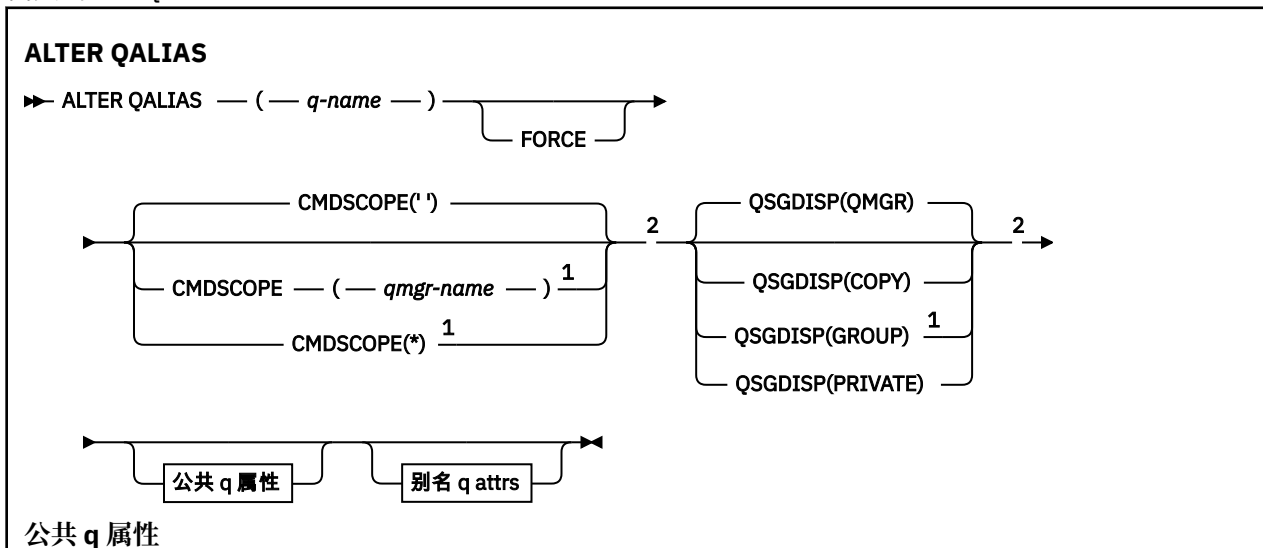 ALTER QALIAS
ALTER QALIAS ( q-name )
FORCE
CMDSCOPE(' ')
CMDSCOPE ( qmgr-name ) 1
CMDSCOPE(*) 1
2
QSGDISP(QMGR)
QSGDISP(COPY)
QSGDISP(GROUP) 1
QSGDISP(PRIVATE)
2
公共 q 属性
别名 q attrs
公共 q 属性